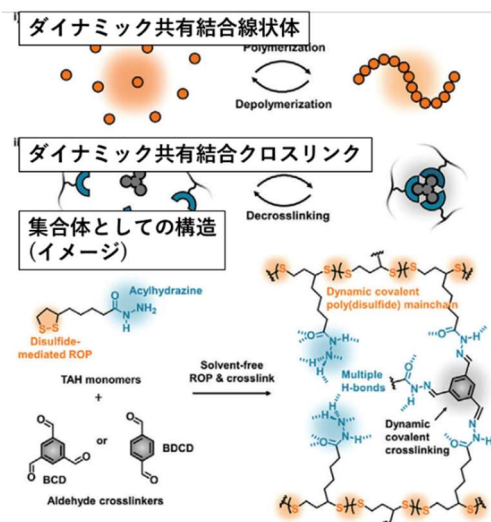 ダイナミック共有結合線状体
Polymerization
Depolymerization
ダイナミック共有結合クロスリンク
Decrosslinking
集合体としての構造
(イメージ)
Acylhydrazine
O
N
H
NH₂
S-S
Disulfide-
mediated ROP
TAH monomers
+
O
O
O
BCD
or
O
O
BDCD
Aldehyde crosslinkers
Solvent-free
ROP & crosslink
S
S
S
S
S
S
Dynamic covalent
poly(disulfide) mainchain
Multiple
H-bonds
Dynamic
covalent
crosslinking
S
S
S
S
S
S